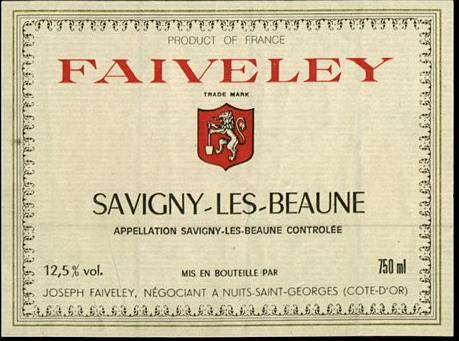 PRODUCT OF FRANCE
FAIVELEY
TRADE MARK
SAVIGNY-LES-BEAUNE
APPELLATION SAVIGNY-LES-BEAUNE CONTROLÉE
12,5% vol. MIS EN BOUTEILLE PAR 750 ml
JOSEPH FAIVELEY, NÉGOCIANT A NUITS-SAINT-GEORGES (COTE-D'OR)